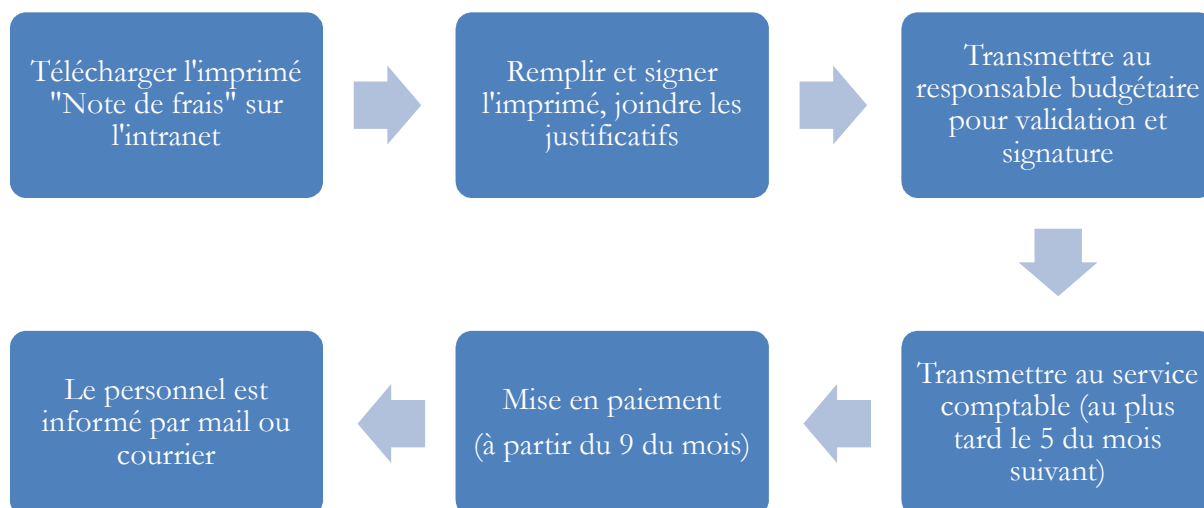 Télécharger l'imprimé
"Note de frais" sur
l'intranet
Remplir et signer
l'imprimé, joindre les
justificatifs
Transmettre au
responsable budgétaire
pour validation et
signature
Transmettre au service
comptable (au plus
tard le 5 du mois
suivant)
Mise en paiement
(à partir du 9 du mois)
Le personnel est
informé par mail ou
courrier